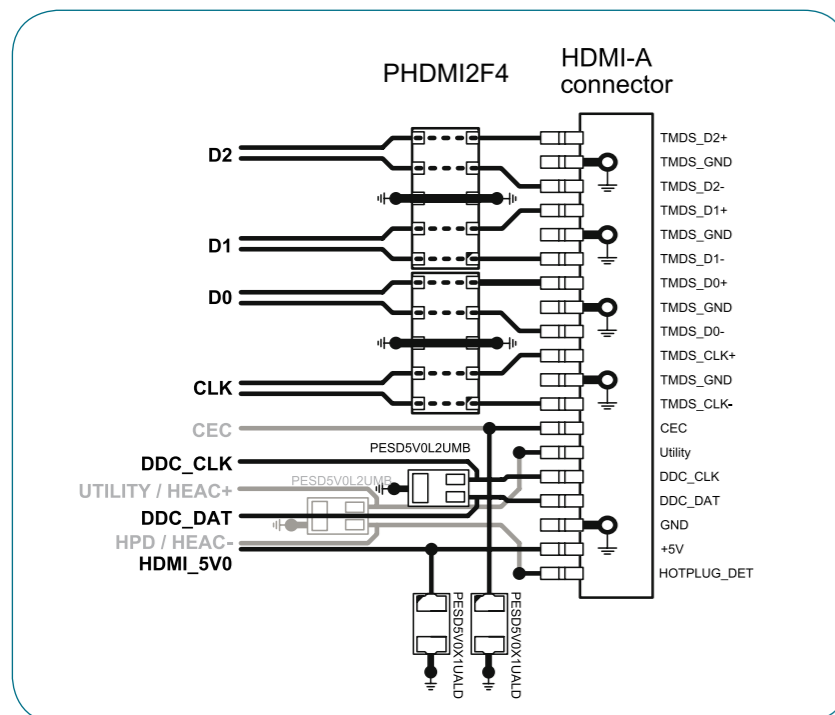 PHDMI2F4
HDMI-A
connector
D2
D1
D0
CLK
CEC
DDC_CLK
UTILITY / HEAC+
DDC_DAT
HPD / HEAC-
HDMI_5V0
PESD5V0L2UMB
PESD5V0L2UMB
PESD5V0X1UALD
PESD5V0X1UALD
TMDS_D2+
TMDS_GND
TMDS_D2-
TMDS_D1+
TMDS_GND
TMDS_D1-
TMDS_D0+
TMDS_GND
TMDS_D0-
TMDS_CLK+
TMDS_GND
TMDS_CLK-
CEC
Utility
DDC_CLK
DDC_DAT
GND
+5V
HOTPLUG_DET